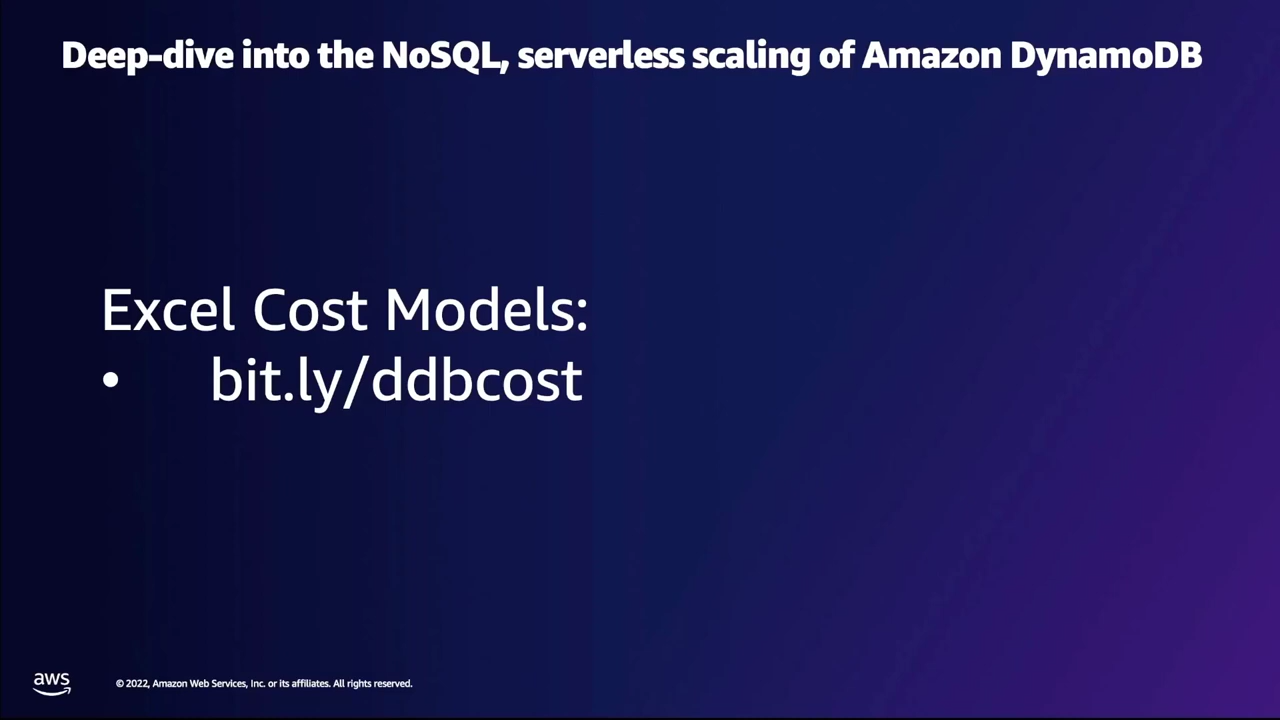 Deep-dive into the NoSQL, serverless scaling of Amazon DynamoDB
Excel Cost Models:
• bit.ly/ddbcost
aws
© 2022, Amazon Web Services, Inc. or its affiliates. All rights reserved.